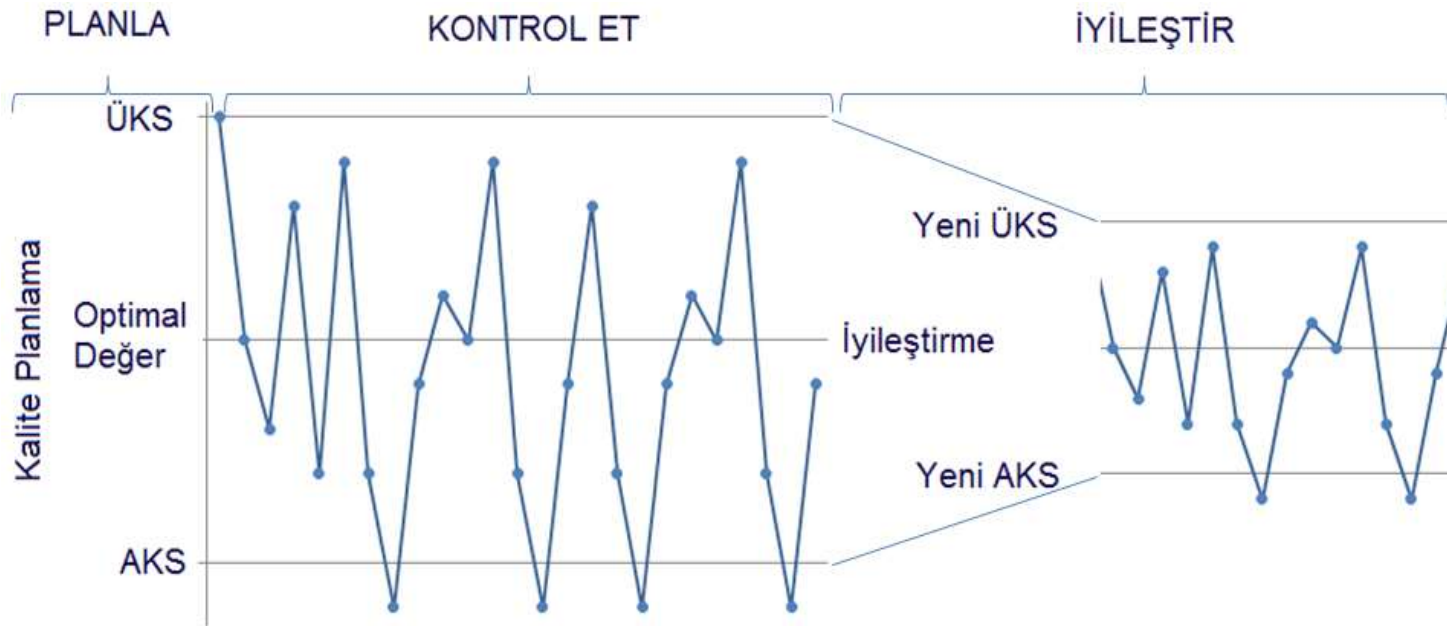 PLANLA
KONTROL ET
İYİLEŞTİR
ÜKS
Yeni ÜKS
Kalite Planlama
Optimal
Değer
İyileştirme
Yeni AKS
AKS